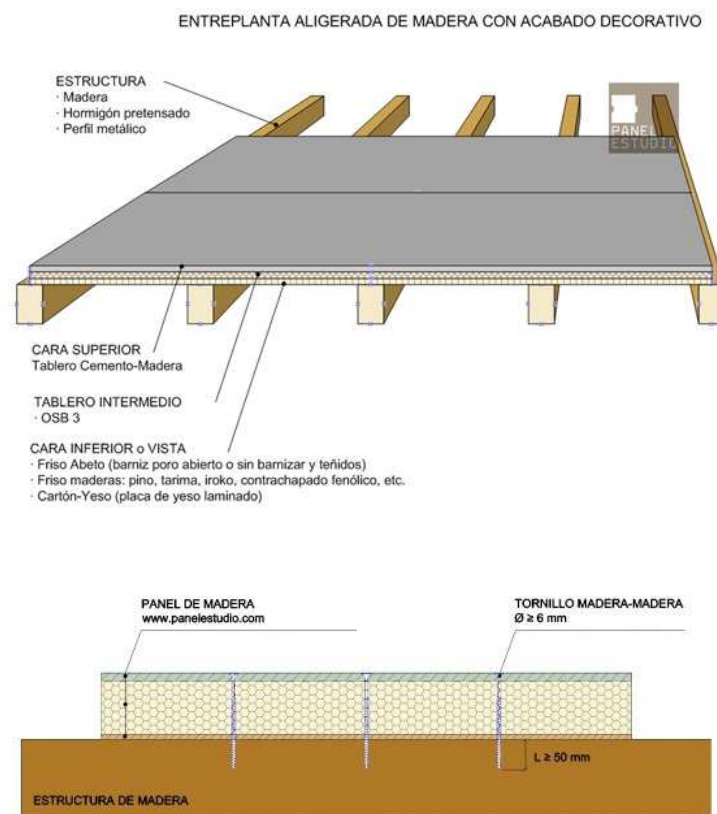 ENTREPLANTA ALIGERADA DE MADERA CON ACABADO DECORATIVO
ESTRUCTURA
· Madera
· Hormigón pretensado
· Perfil metálico
PANEL
ESTUDIO
CARA SUPERIOR
Tablero Cemento-Madera
TABLERO INTERMEDIO
· OSB 3
CARA INFERIOR o VISTA
· Friso Abeto (barniz poro abierto o sin barnizar y teñidos)
· Friso maderas: pino, tarima, iroko, contrachapado fenólico, etc.
· Cartón-Yeso (placa de yeso laminado)
PANEL DE MADERA
www.panelestudio.com
TORNILLO MADERA-MADERA
Ø ≥ 6 mm
L ≥ 50 mm
ESTRUCTURA DE MADERA